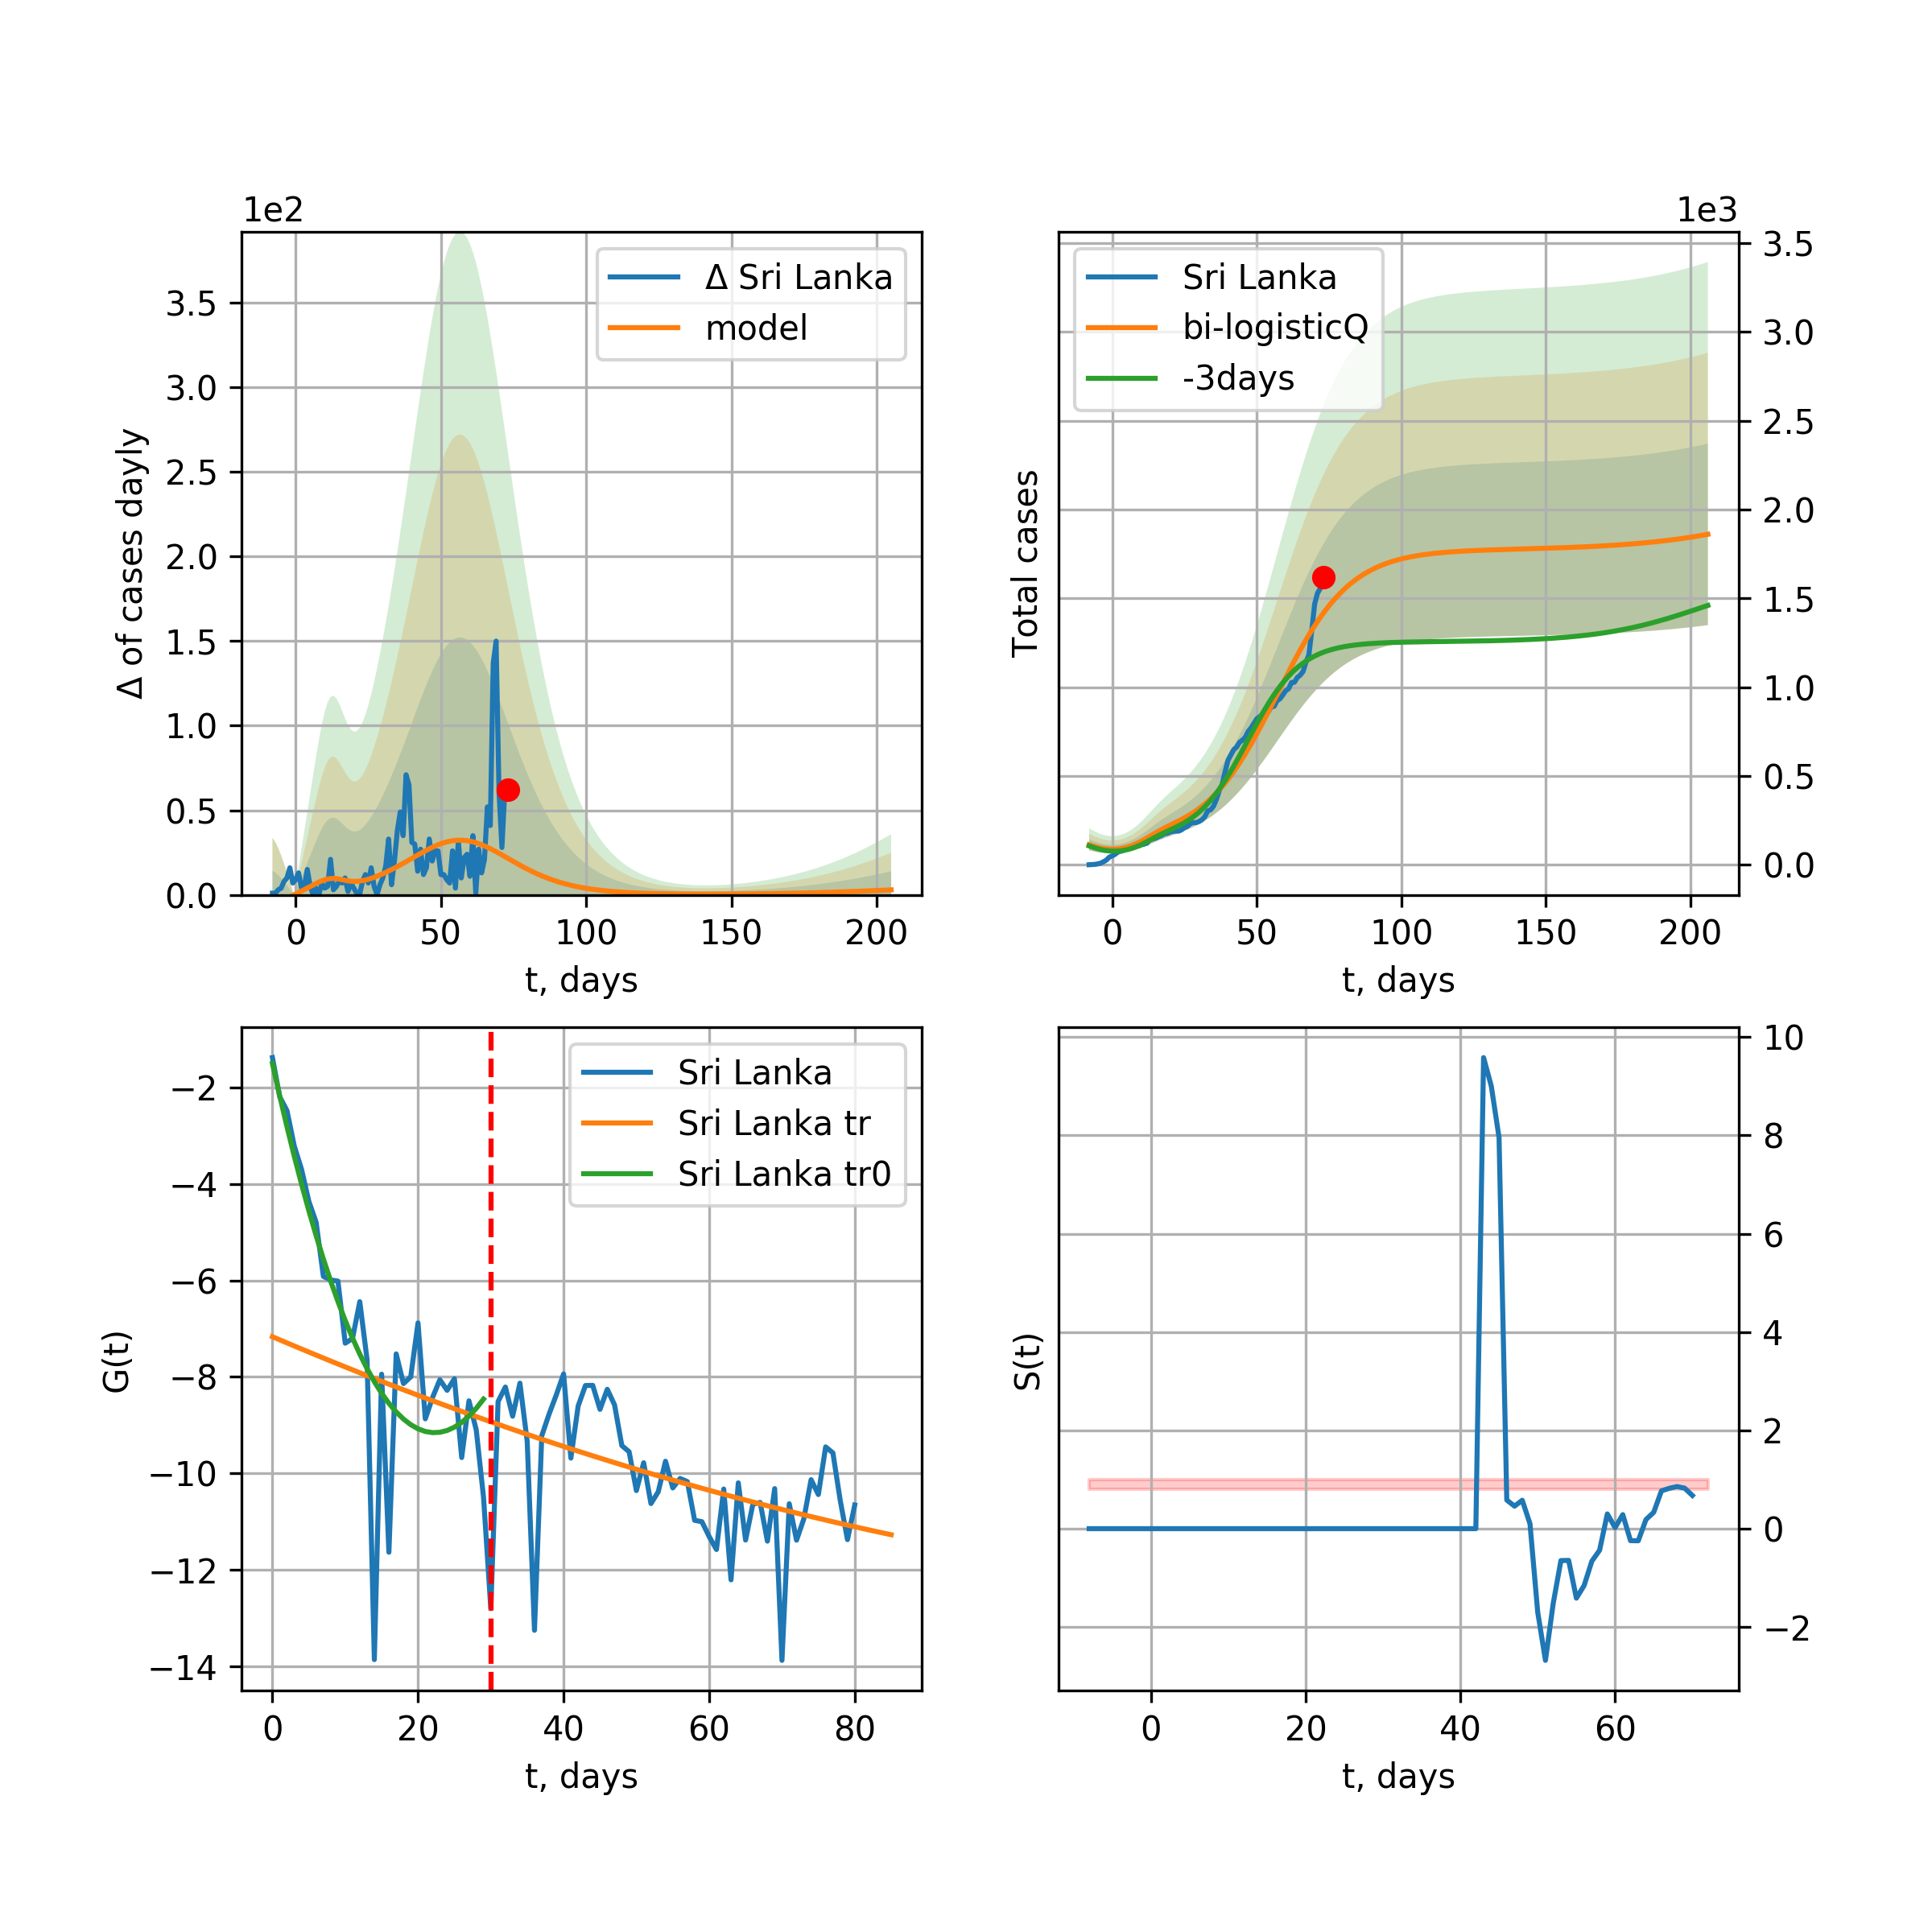 1e2
Δ of cases dayly
3.5
3.0
2.5
2.0
1.5
1.0
0.5
0.0
Δ Sri Lanka
model
0 50 100 150 200
t, days
1e3
Total cases
Sri Lanka
bi-logisticQ
-3days
3.5
3.0
2.5
2.0
1.5
1.0
0.5
0.0
0 50 100 150 200
t, days
G(t)
−2
−4
−6
−8
−10
−12
−14
Sri Lanka
Sri Lanka tr
Sri Lanka tr0
0 20 40 60 80
t, days
S(t)
10
8
6
4
2
0
−2
0 20 40 60
t, days